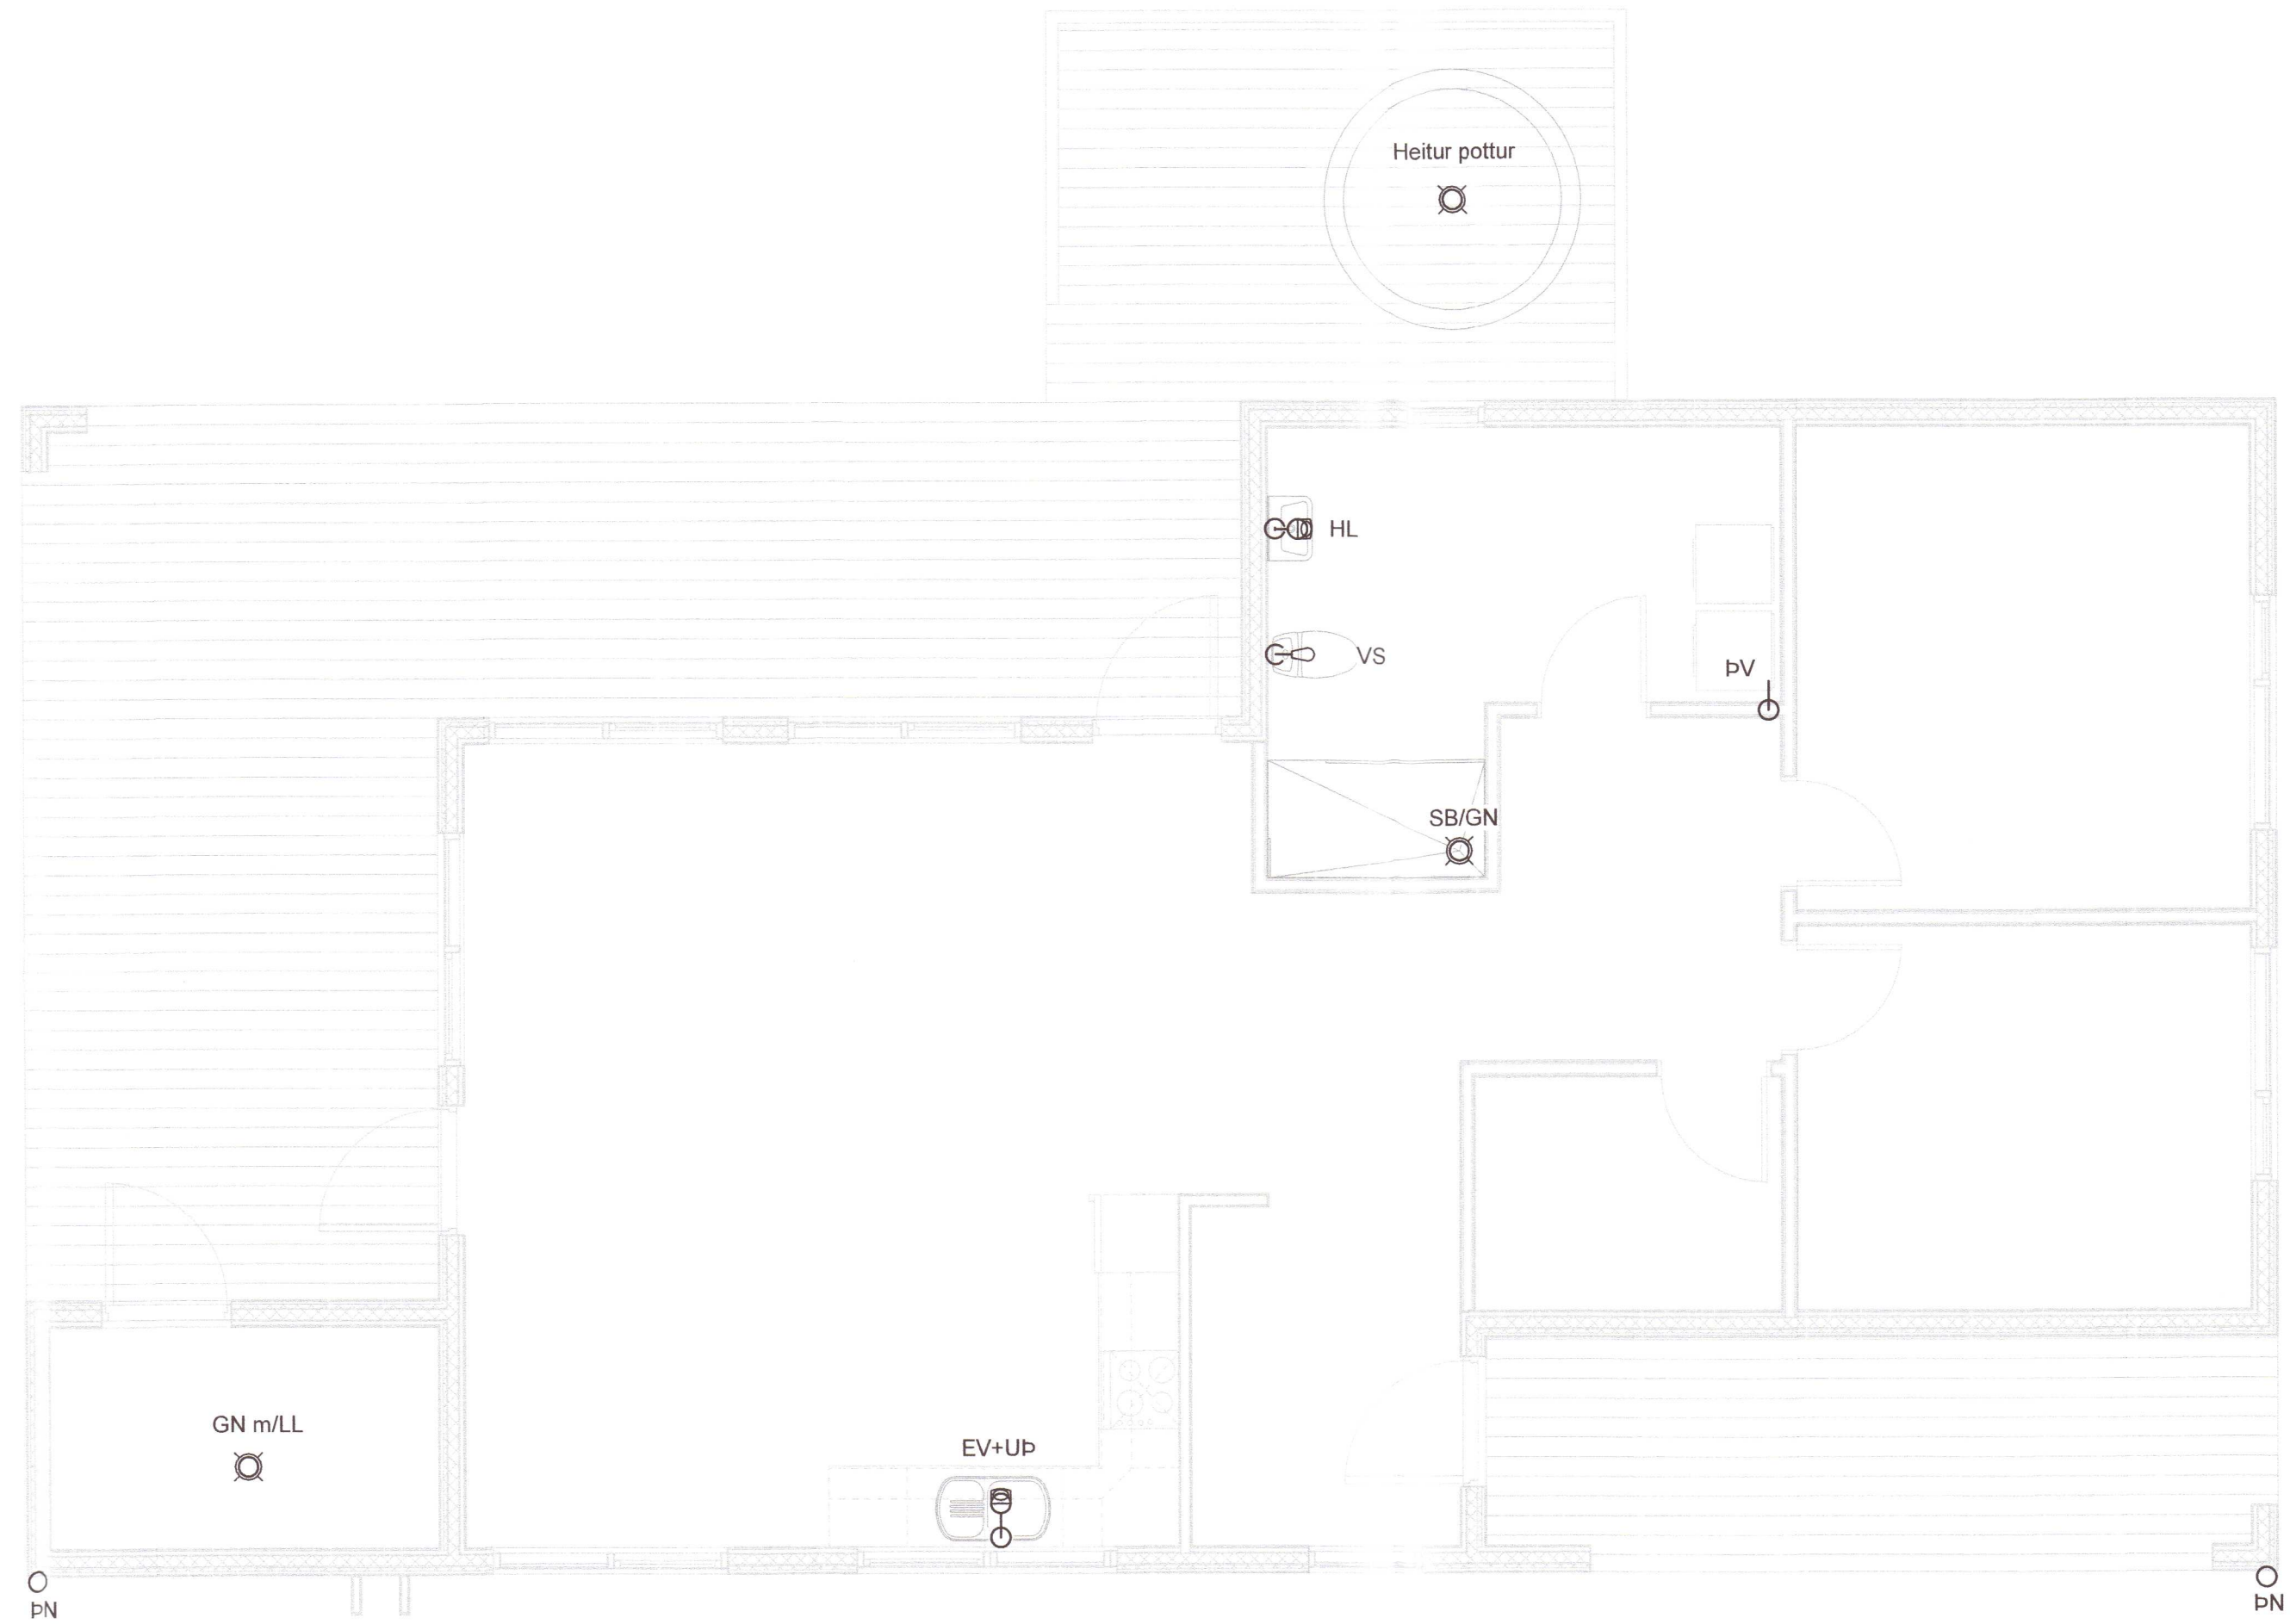 Heitur pottur
HL
VS
ÞV
SB/GN
GN m/LL
EV+UÞ
ÞN
ÞN